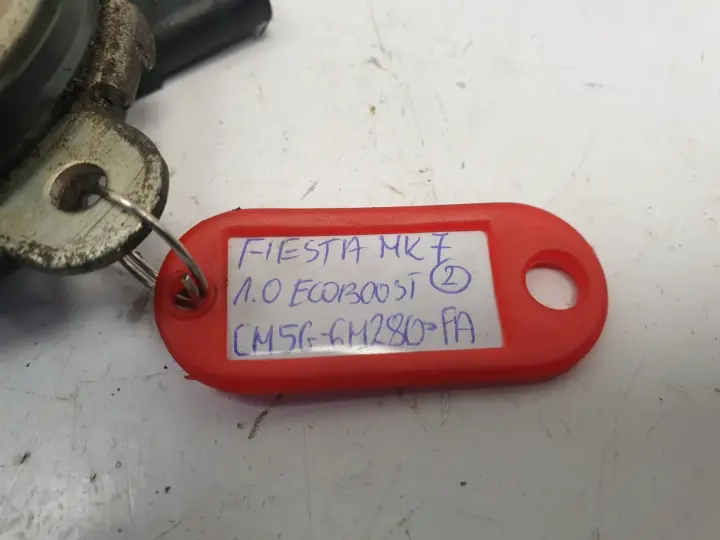 FIESTA MK7
1.0 ECOBOOST ②
CM5G-6M280-FA